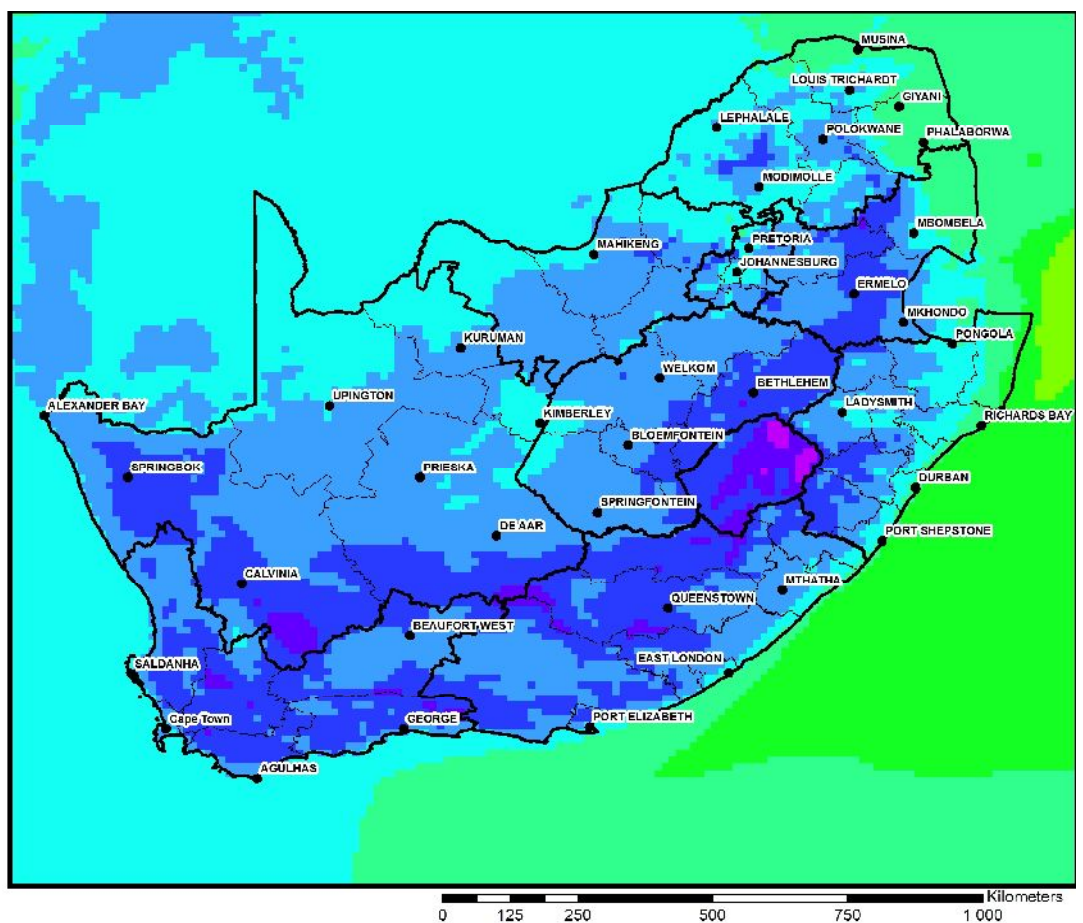 MUSINA
LOUIS TRICHARDT
GIYANI
LEPHALALE
POLOKWANE
PHALABORWA
MODIMOLLE
MBOMBELA
PRETORIA
MAHIKENG
JOHANNESBURG
ERMELO
MKHONDO
PONGOLA
KURUMAN
WELKOM
BETHLEHEM
UPINGTON
ALEXANDER BAY
KIMBERLEY
LADYSMITH
RICHARDS BAY
BLOEMFONTEIN
SPRINGBOK
PRIESKA
DURBAN
SPRINGFONTEIN
DE AAR
PORT SHEPSTONE
CALVINIA
MTHATHA
QUEENSTOWN
BEAUFORT WEST
EAST LONDON
SALDANHA
Cape Town
GEORGE
PORT ELIZABETH
AGULHAS
Kilometers
0 125 250 500 750 1 000